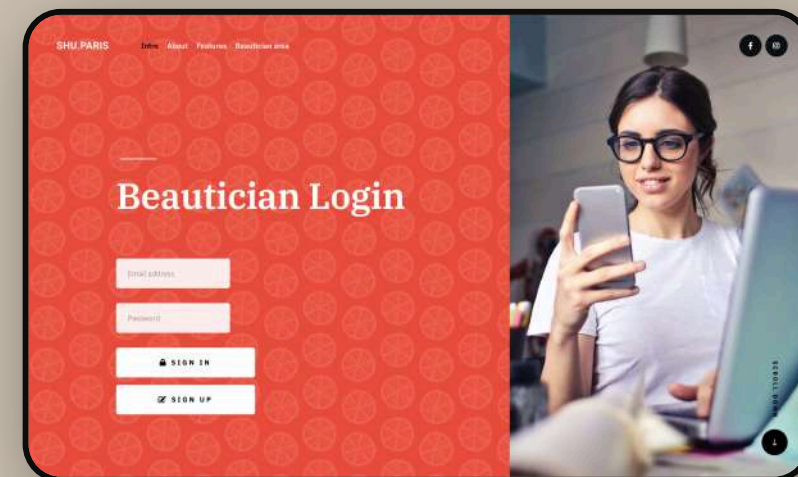 SHU.PARIS
Intro About Features Beautician area
Beautician Login
Email address
Password
SIGN IN
SIGN UP
SCROLL DOWN